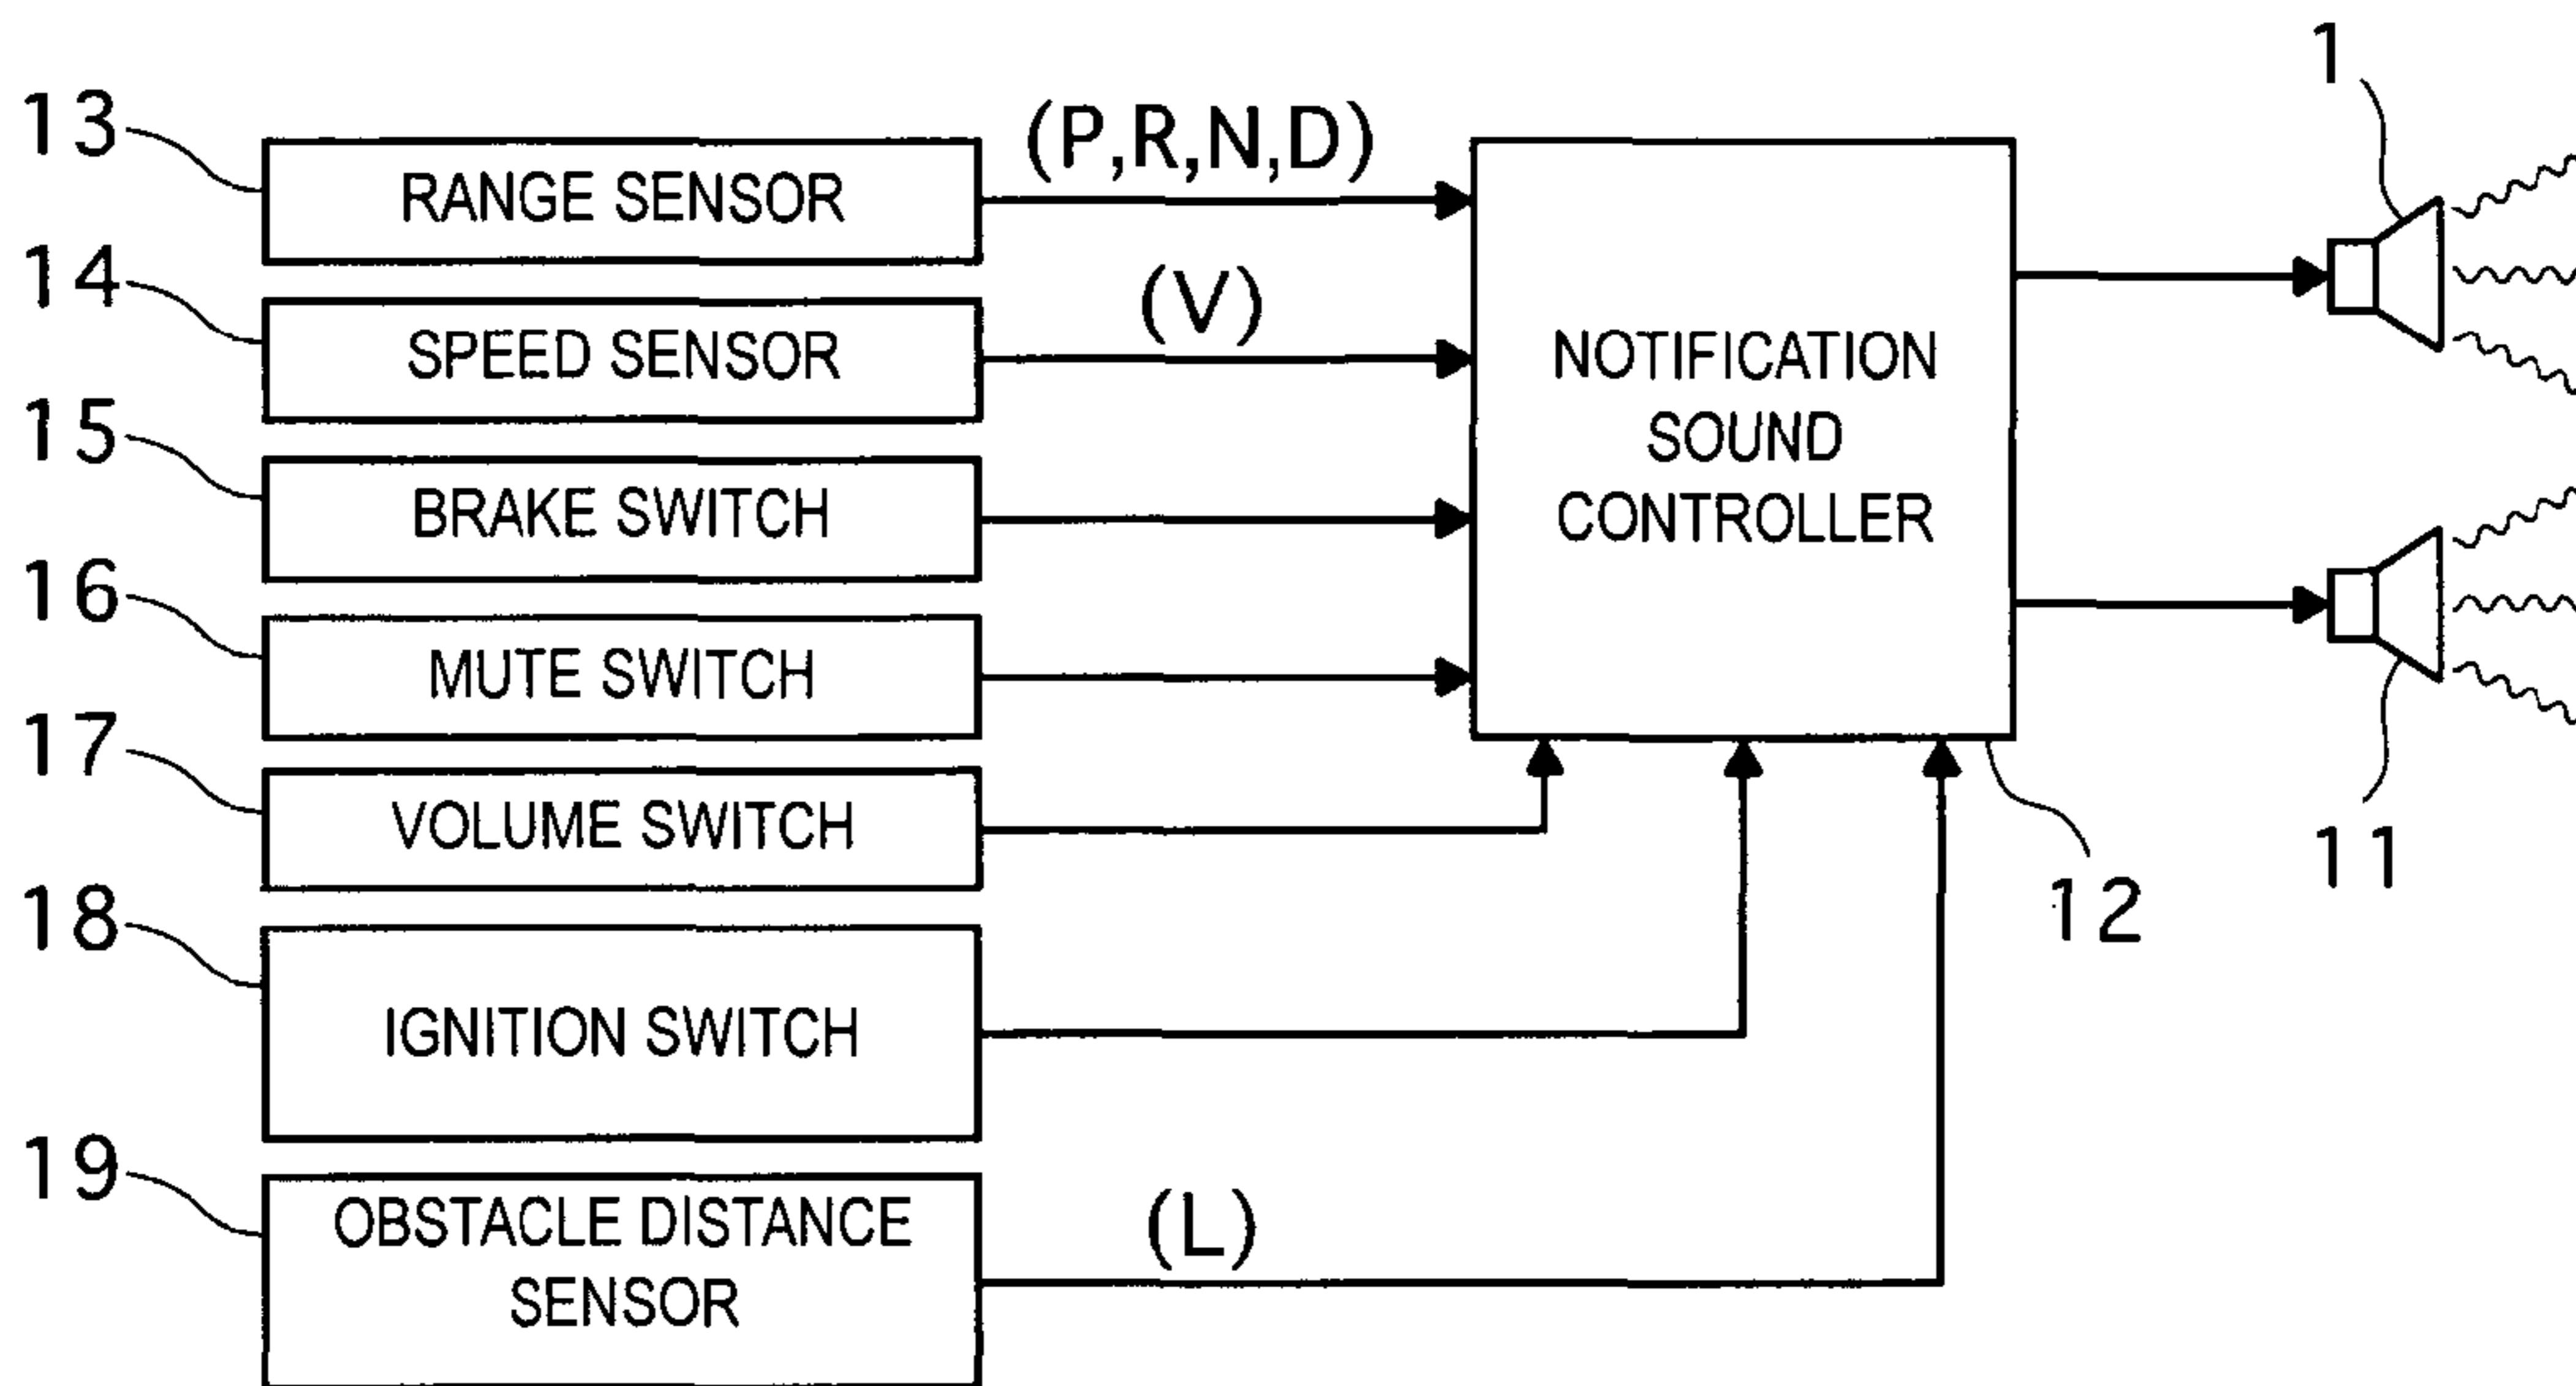 1
13
RANGE SENSOR
(P,R,N,D)
14
SPEED SENSOR
(V)
15
BRAKE SWITCH
16
MUTE SWITCH
17
VOLUME SWITCH
18
IGNITION SWITCH
19
OBSTACLE DISTANCE
SENSOR
(L)
NOTIFICATION
SOUND
CONTROLLER
12
11